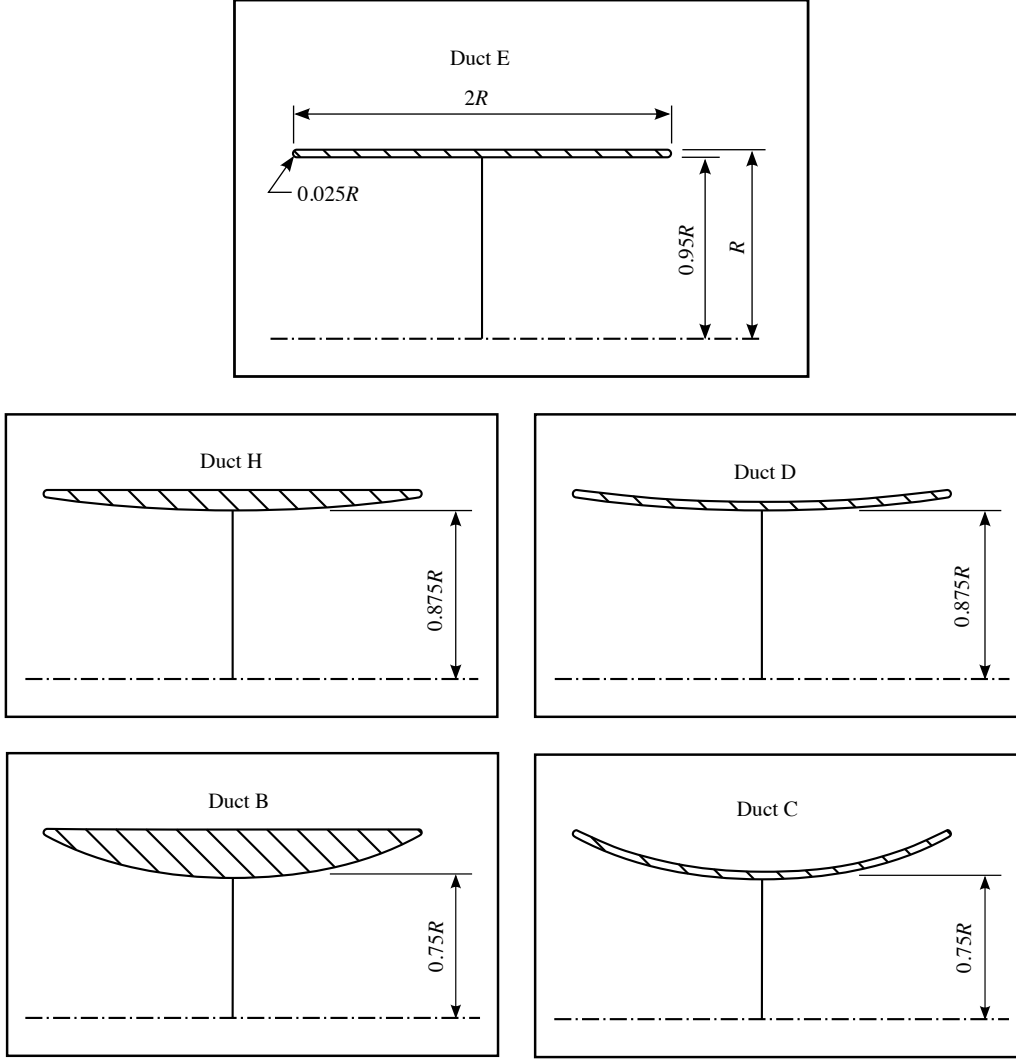 Duct E
2R
0.025R
0.95R
R
Duct H
0.875R
Duct D
0.875R
Duct B
0.75R
Duct C
0.75R